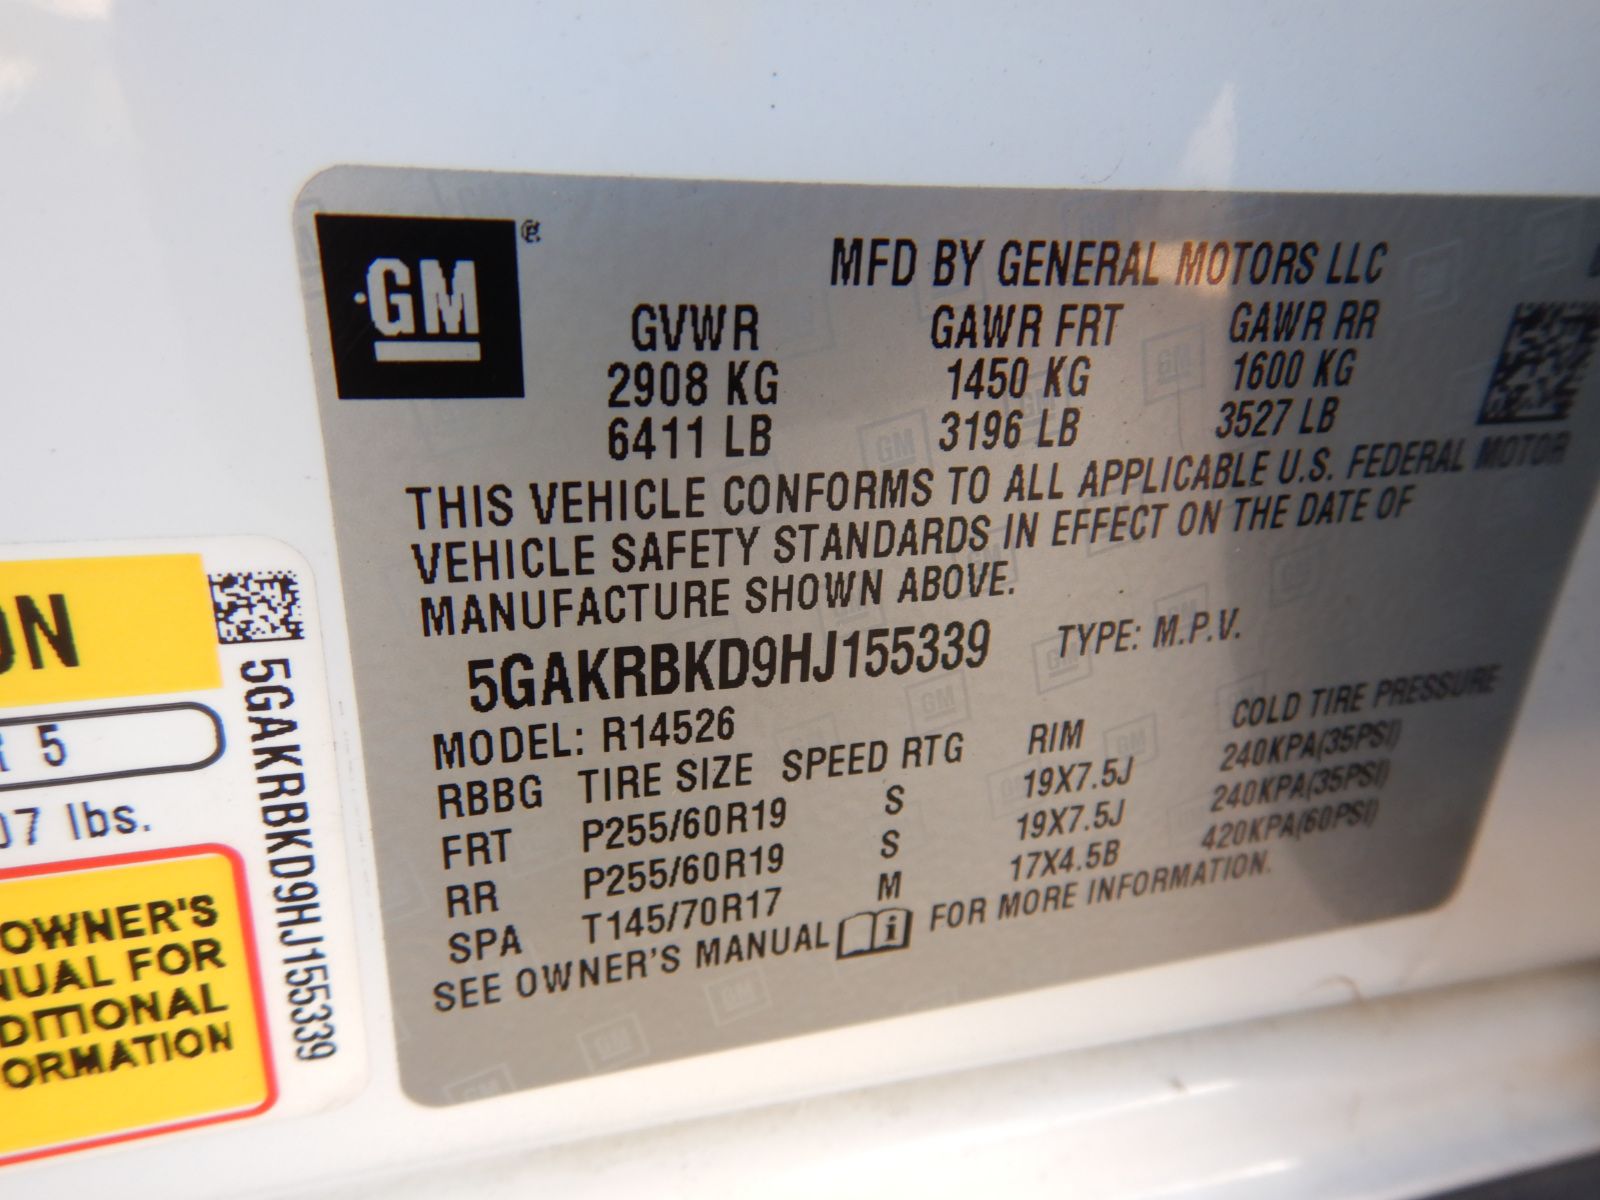 GM
MFD BY GENERAL MOTORS LLC
GVWR GAWR FRT GAWR RR
2908 KG 1450 KG 1600 KG
6411 LB 3196 LB 3527 LB
THIS VEHICLE CONFORMS TO ALL APPLICABLE U.S. FEDERAL MOTOR
VEHICLE SAFETY STANDARDS IN EFFECT ON THE DATE OF
MANUFACTURE SHOWN ABOVE.
5GAKRBKD9HJ155339 TYPE: M.P.V.
MODEL: R14526
RBBG TIRE SIZE SPEED RTG RIM COLD TIRE PRESSURE
FRT P255/60R19 S 19X7.5J 240KPA(35PSI)
RR P255/60R19 S 19X7.5J 240KPA(35PSI)
SPA T145/70R17 M 17X4.5B 420KPA(60PSI)
SEE OWNER'S MANUAL FOR MORE INFORMATION.
5GAKRBKD9HJ155339
ON
R 5
07 lbs.
OWNER'S
NUAL FOR
DITIONAL
ORMATION